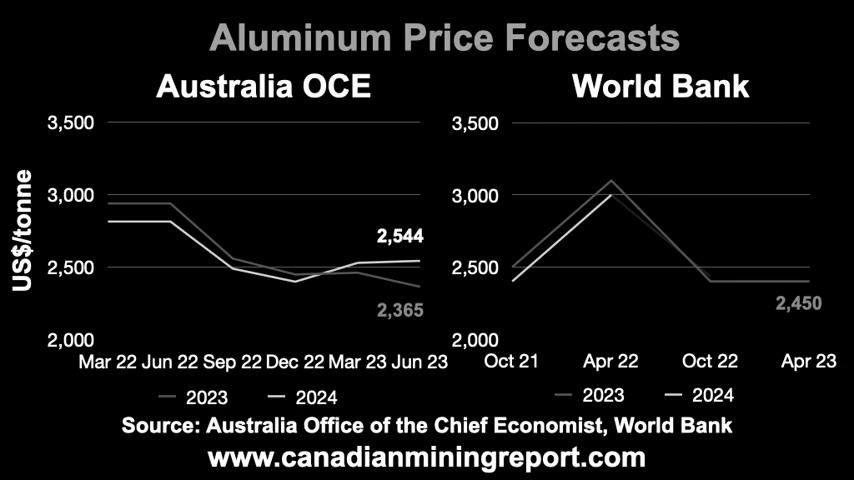 Aluminum Price Forecasts
Australia OCE
World Bank
US$/tonne
3,500
3,000
2,500
2,000
2,544
2,365
Mar 22 Jun 22 Sep 22 Dec 22 Mar 23 Jun 23
2023 2024
3,500
3,000
2,500
2,000
2,450
Oct 21 Apr 22 Oct 22 Apr 23
2023 2024
Source: Australia Office of the Chief Economist, World Bank
www.canadianminingreport.com